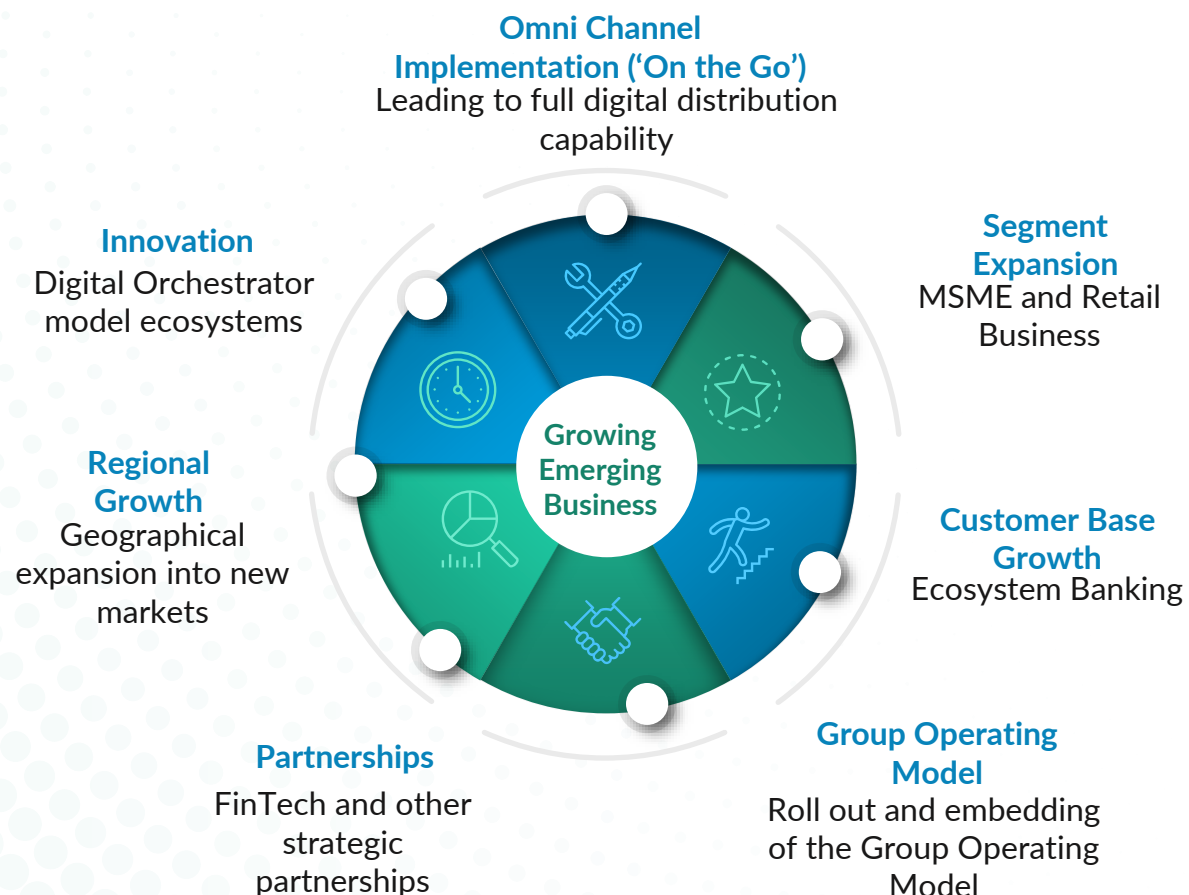 Omni Channel
Implementation (‘On the Go’)
Leading to full digital distribution
capability
Segment
Expansion
MSME and Retail
Business
Customer Base
Growth
Ecosystem Banking
Group Operating
Model
Roll out and embedding
of the Group Operating
Model
Partnerships
FinTech and other
strategic
partnerships
Regional
Growth
Geographical
expansion into new
markets
Innovation
Digital Orchestrator
model ecosystems
Growing
Emerging
Business